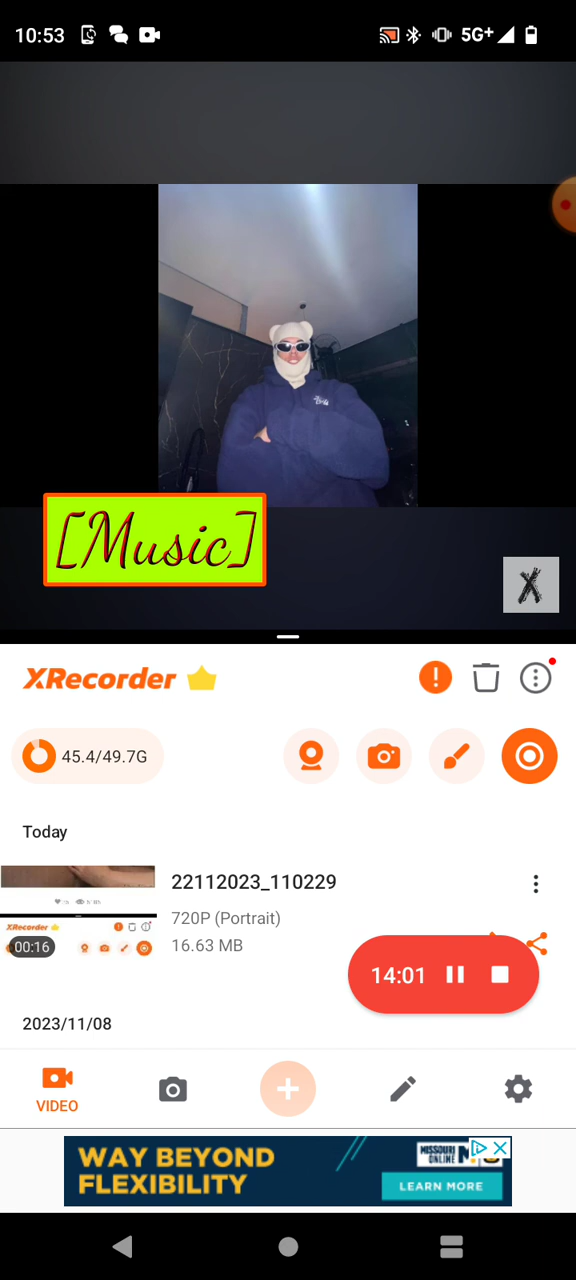 10:53
5G+
[Music]
X
XRecorder
45.4/49.7G
Today
22112023_110229
720P (Portrait)
16.63 MB
XRecorder
00:16
14:01
2023/11/08
VIDEO
WAY BEYOND
FLEXIBILITY
MISSOURI
ONLINE
LEARN MORE